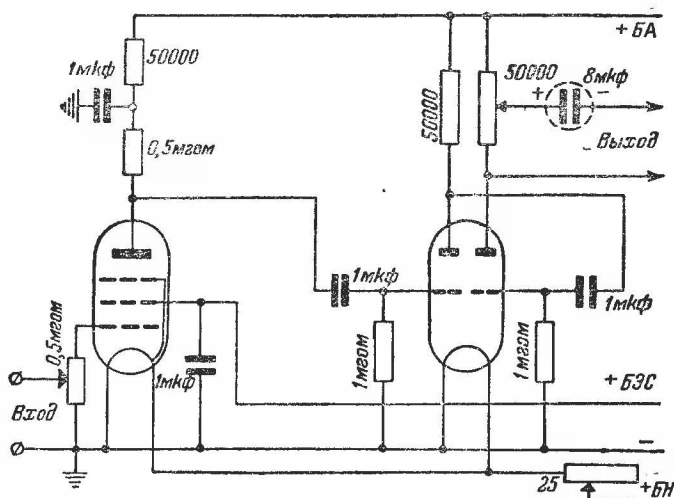 + БА
1мкф
50000
50000
50000
8мкф
+
−
Выход
0,5мгом
1мкф
1мкф
0,5мгом
1мкф
1мгом
1мгом
+ БЭС
Вход
−
25
+БН